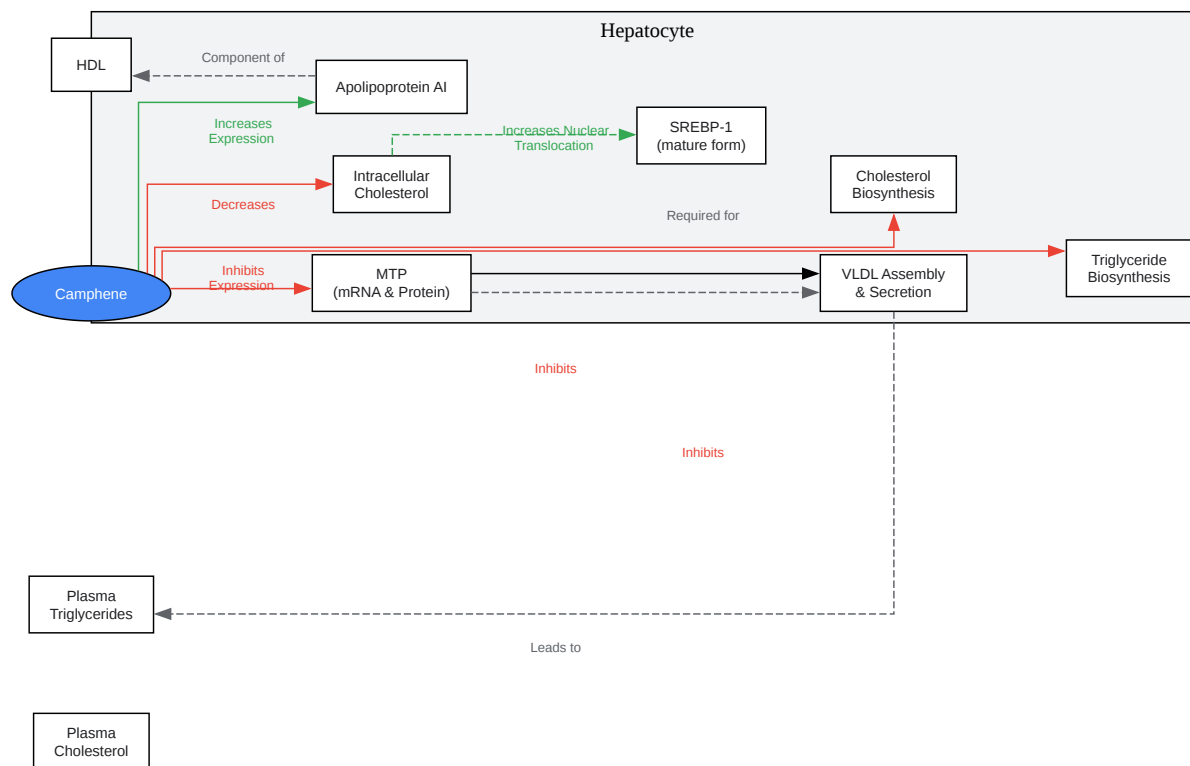 Hepatocyte
HDL
Component of
Apolipoprotein AI
Increases
Expression
Increases Nuclear
Translocation
SREBP-1
(mature form)
Intracellular
Cholesterol
Cholesterol
Biosynthesis
Decreases
Required for
Triglyceride
Biosynthesis
Inhibits
Expression
MTP
(mRNA & Protein)
VLDL Assembly
& Secretion
Camphene
Inhibits
Inhibits
Plasma
Triglycerides
Leads to
Plasma
Cholesterol